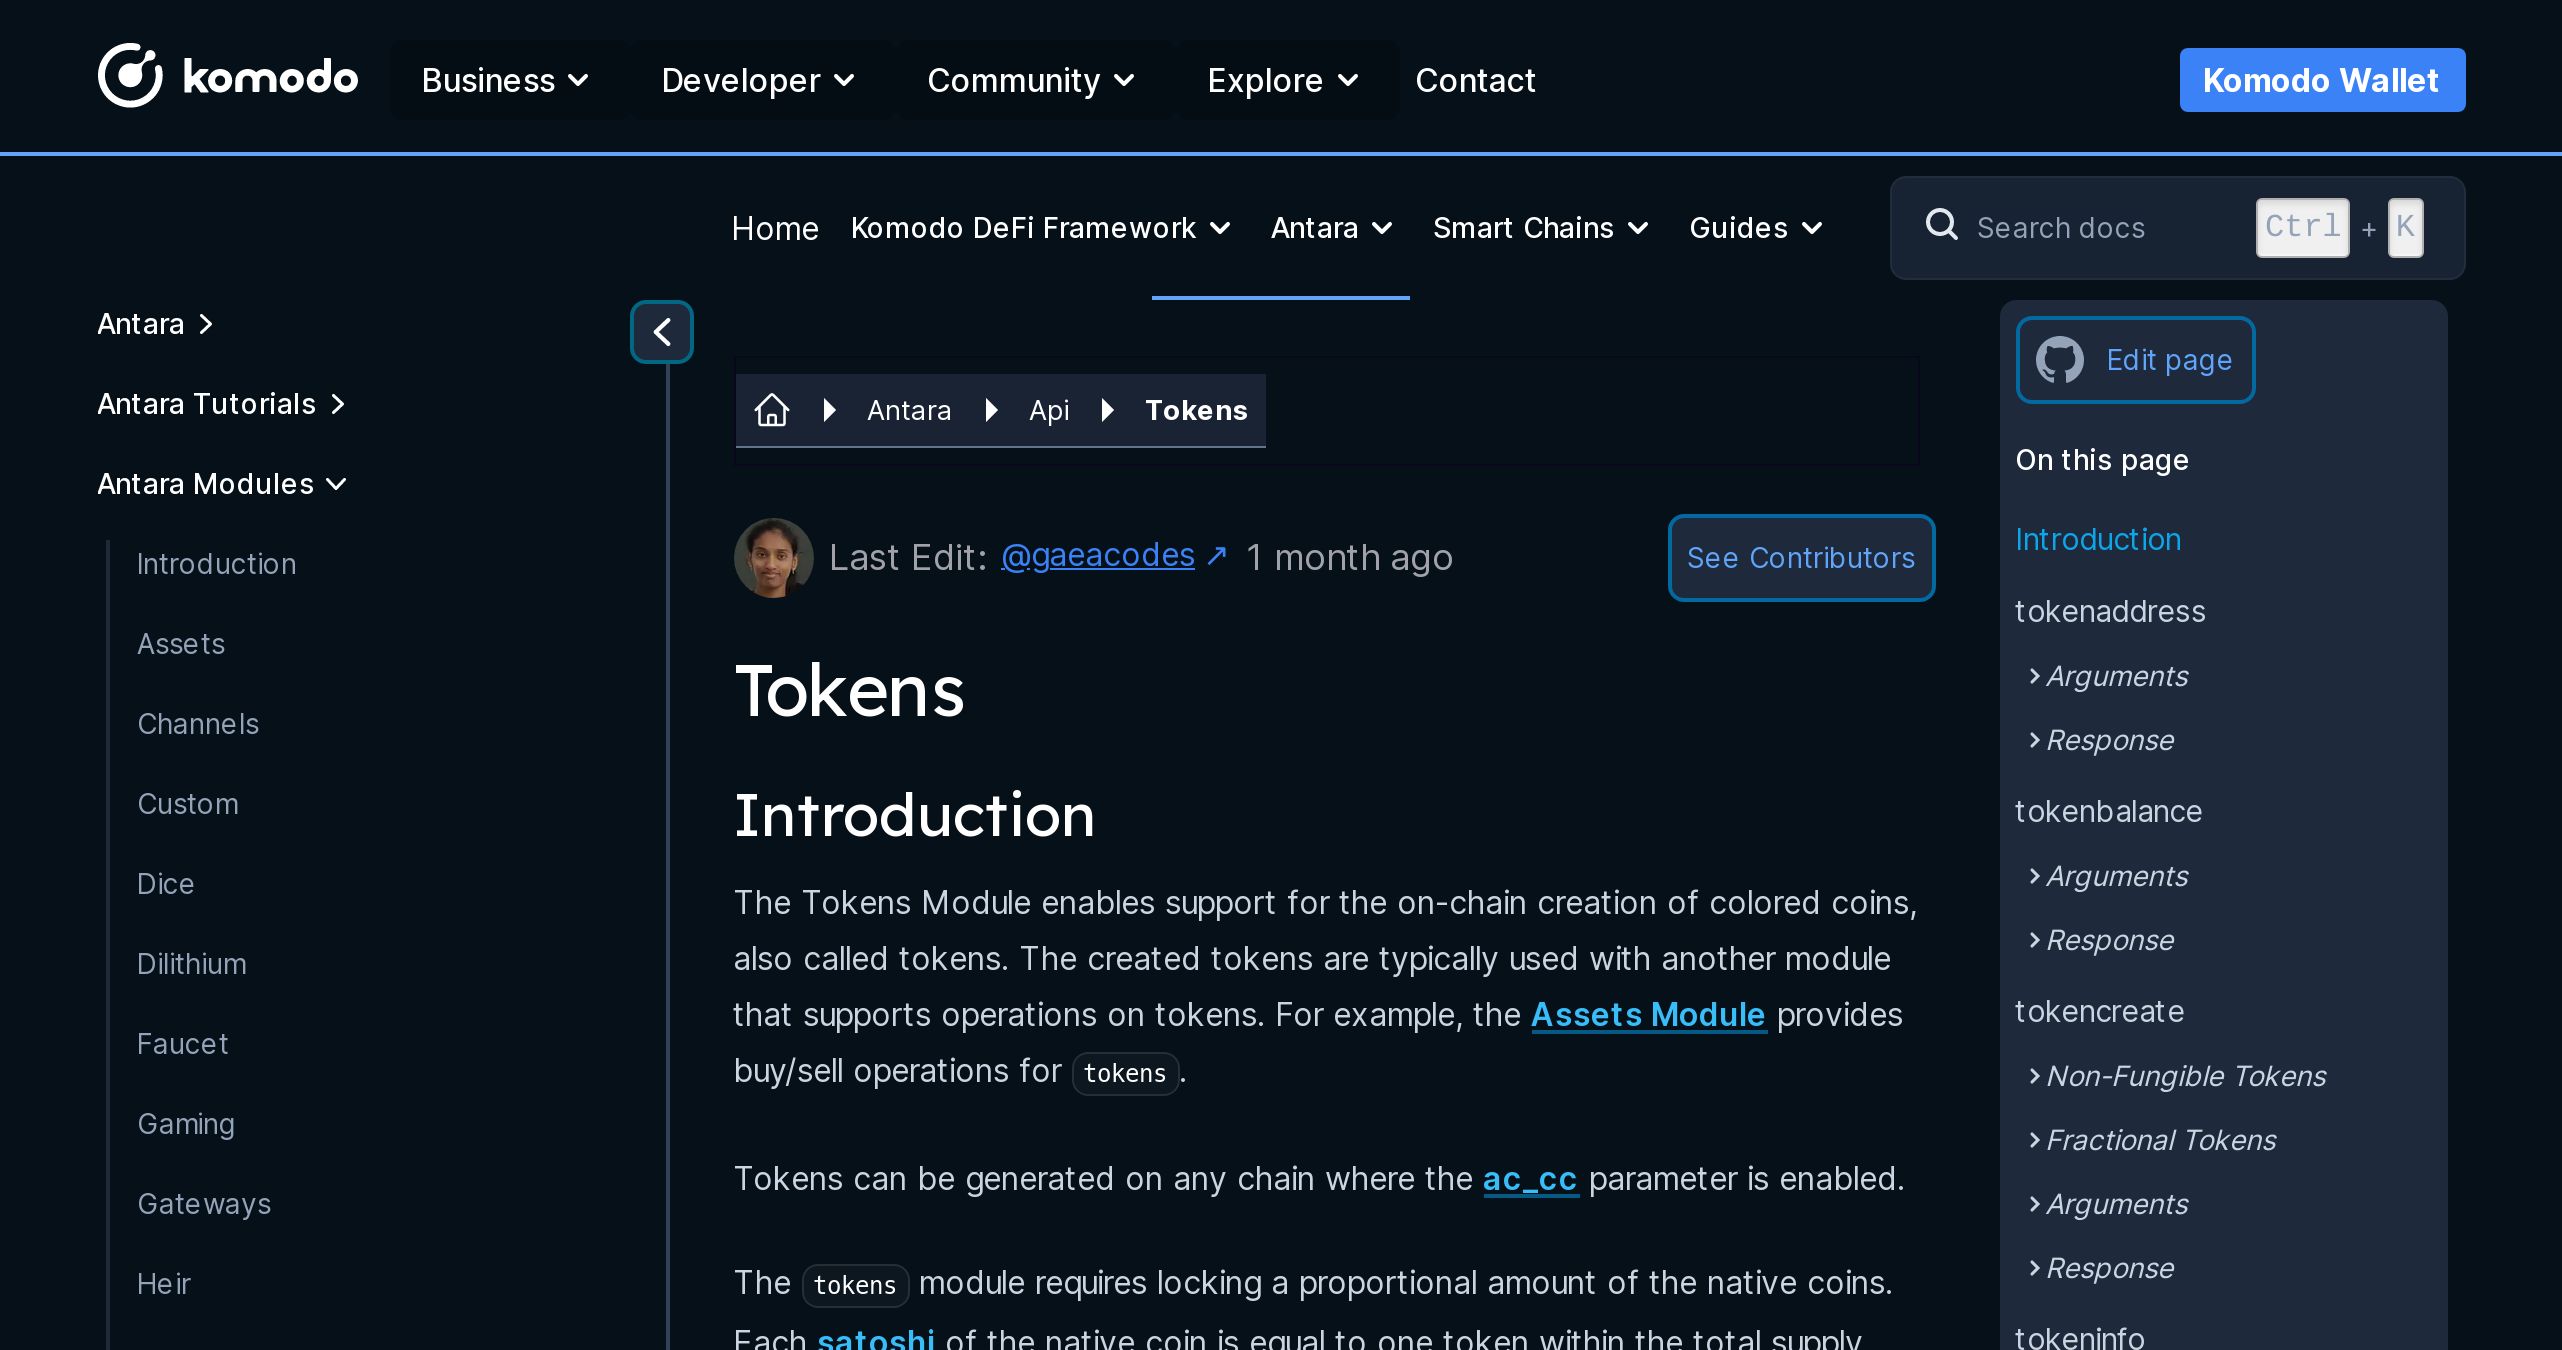 komodo
Business
Developer
Community
Explore
Contact
Komodo Wallet
Home
Komodo DeFi Framework
Antara
Smart Chains
Guides
Search docs
Ctrl + K
Antara
Antara Tutorials
Antara Modules
Introduction
Assets
Channels
Custom
Dice
Dilithium
Faucet
Gaming
Gateways
Heir
Antara
Api
Tokens
Last Edit: @gaeacodes ↗ 1 month ago
See Contributors
Tokens
Introduction
The Tokens Module enables support for the on-chain creation of colored coins,
also called tokens. The created tokens are typically used with another module
that supports operations on tokens. For example, the Assets Module provides
buy/sell operations for tokens.
Tokens can be generated on any chain where the ac_cc parameter is enabled.
The tokens module requires locking a proportional amount of the native coins.
Each satoshi of the native coin is equal to one token within the total supply
Edit page
On this page
Introduction
tokenaddress
Arguments
Response
tokenbalance
Arguments
Response
tokencreate
Non-Fungible Tokens
Fractional Tokens
Arguments
Response
tokeninfo